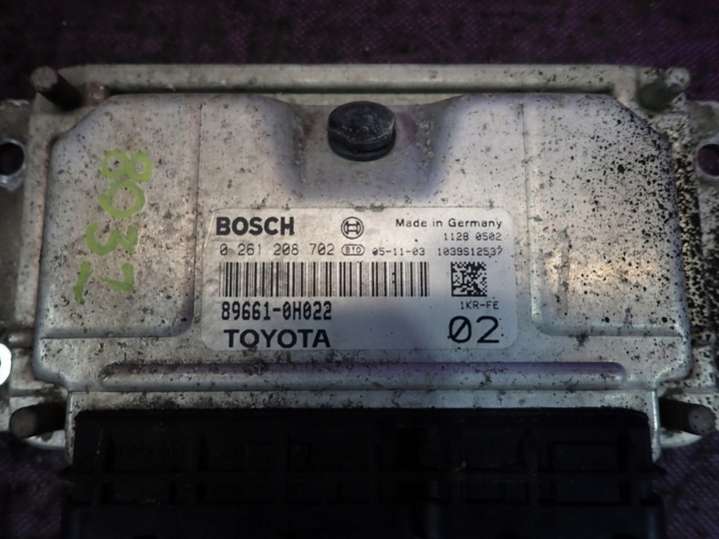 8037
BOSCH
Made in Germany
1128 0502
0 261 208 702 STO 05-11-03 1039S12537
89661-0H022
1KR-FE
TOYOTA
02